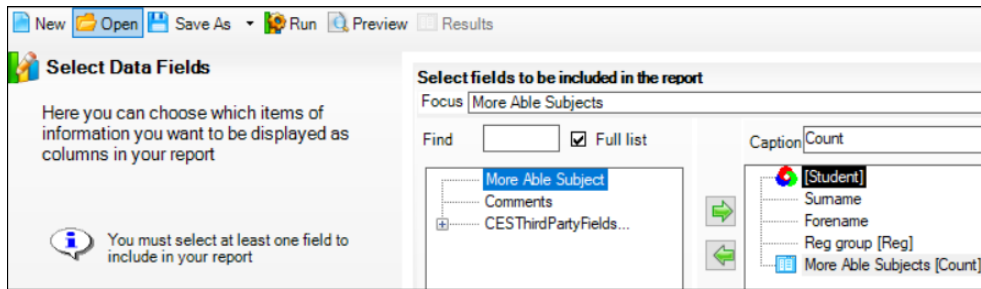 New Open Save As Run Preview Results
Select Data Fields
Here you can choose which items of
information you want to be displayed as
columns in your report
You must select at least one field to
include in your report
Select fields to be included in the report
Focus More Able Subjects
Find Full list
More Able Subject
Comments
CESThirdPartyFields...
Caption Count
[Student]
Surname
Forename
Reg group [Reg]
More Able Subjects [Count]